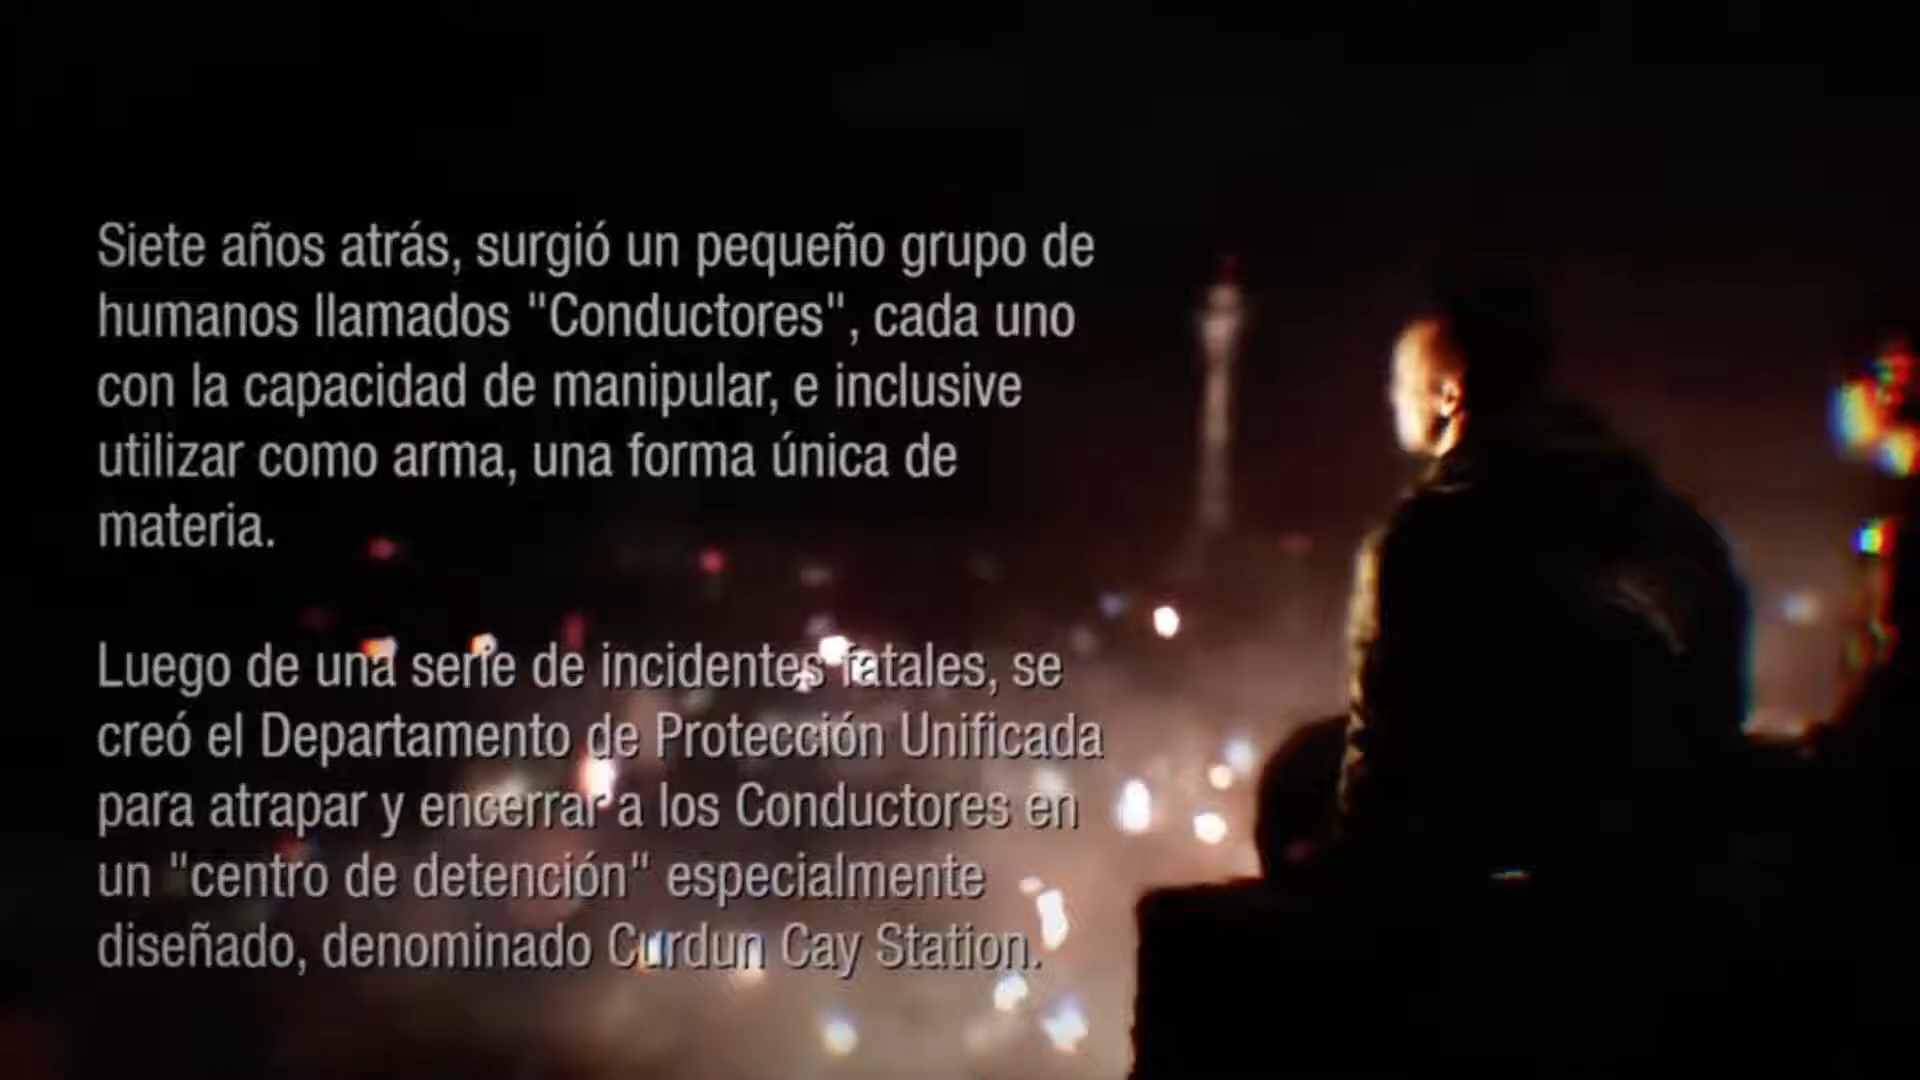 Siete años atrás, surgió un pequeño grupo de
humanos llamados "Conductores", cada uno
con la capacidad de manipular, e inclusive
utilizar como arma, una forma única de
materia.
Luego de una serie de incidentes fatales, se
creó el Departamento de Protección Unificada
para atrapar y encerrar a los Conductores en
un "centro de detención" especialmente
diseñado, denominado Curdun Cay Station.